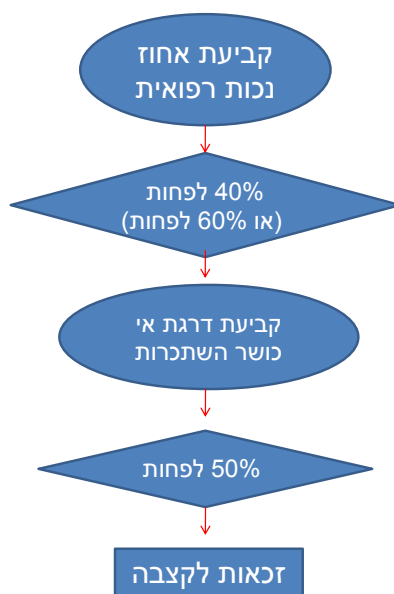 קביעת אחוז
נכות רפואית
40% לפחות
(או 60% לפחות)
קביעת דרגת אי
כושר השתכרות
50% לפחות
זכאות לקצבה